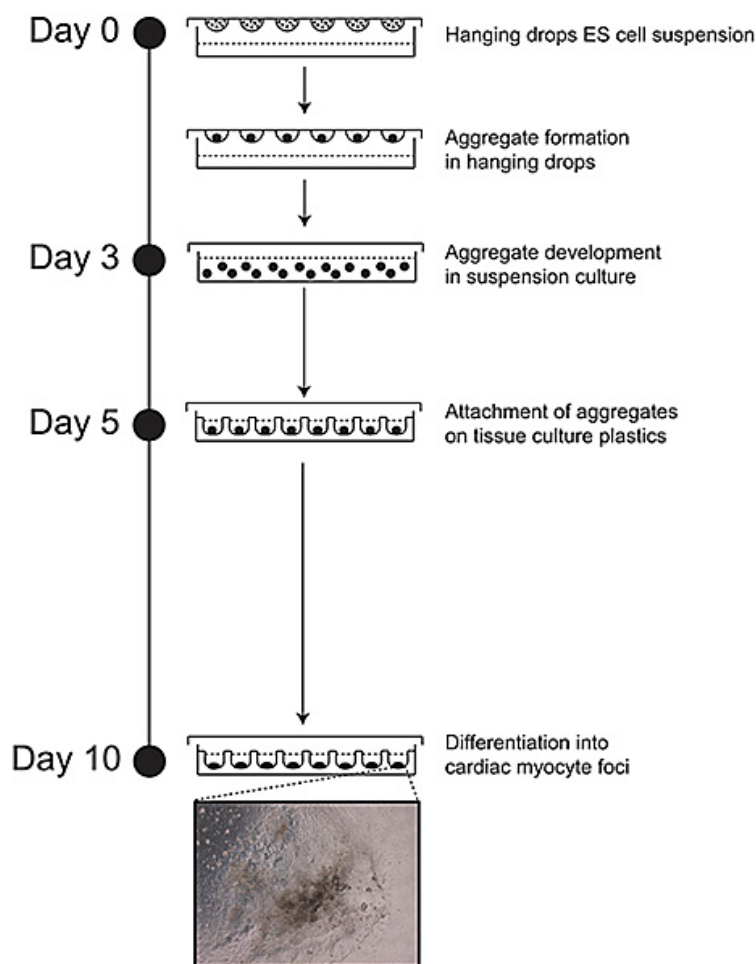 Day 0
Hanging drops ES cell suspension
Aggregate formation
in hanging drops
Day 3
Aggregate development
in suspension culture
Day 5
Attachment of aggregates
on tissue culture plastics
Day 10
Differentiation into
cardiac myocyte foci